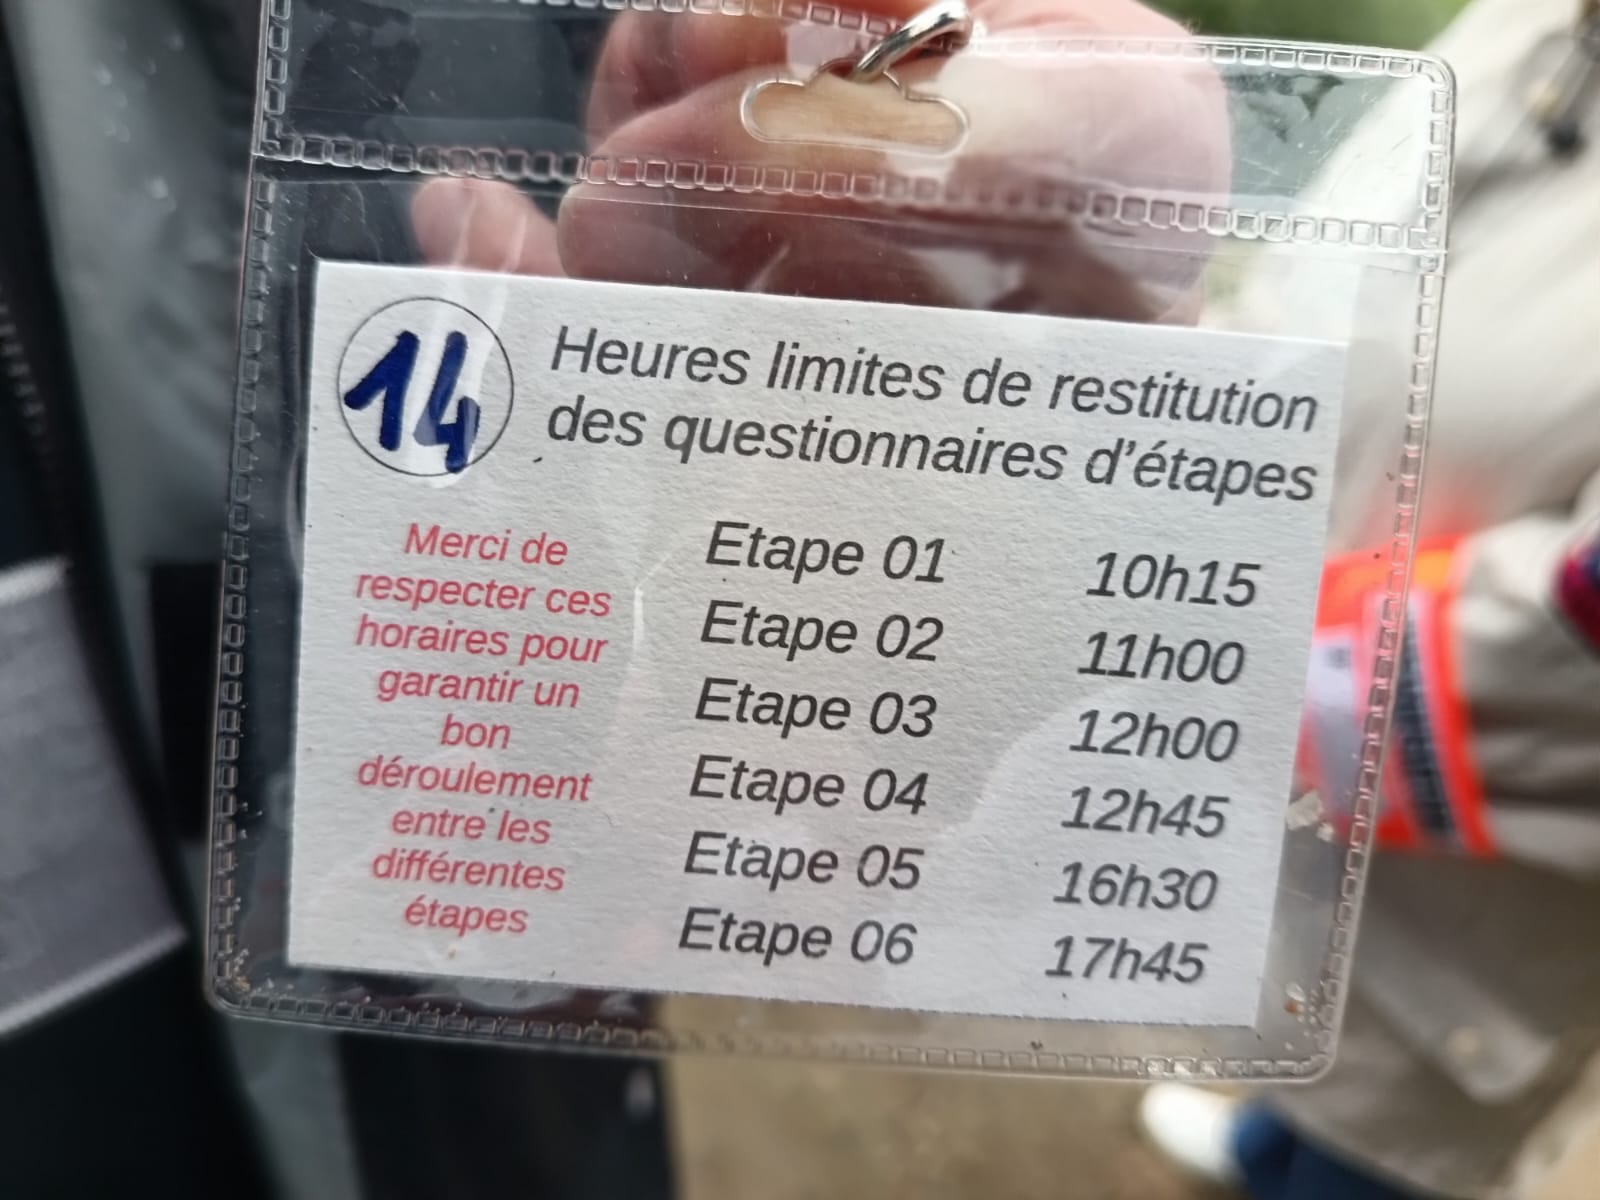 14
Heures limites de restitution
des questionnaires d'étapes
Merci de
respecter ces
horaires pour
garantir un
bon
déroulement
entre les
différentes
étapes
Etape 01 10h15
Etape 02 11h00
Etape 03 12h00
Etape 04 12h45
Etape 05 16h30
Etape 06 17h45